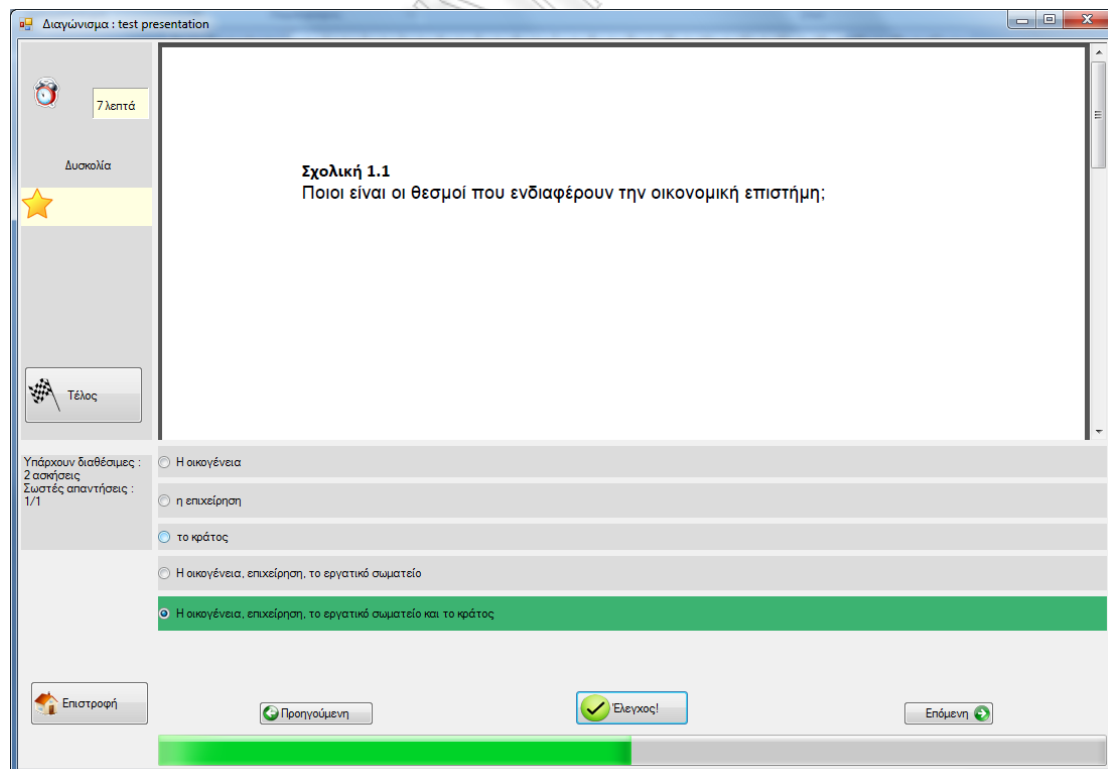 Διαγώνισμα : test presentation
7 λεπτά
Δυσκολία
Σχολική 1.1
Ποιοι είναι οι θεσμοί που ενδιαφέρουν την οικονομική επιστήμη;
Τέλος
Υπάρχουν διαθέσιμες :
2 ασκήσεις
Σωστές απαντήσεις :
1/1
Η οικογένεια
η επιχείρηση
το κράτος
Η οικογένεια, επιχείρηση, το εργατικό σωματείο
Η οικογένεια, επιχείρηση, το εργατικό σωματείο και το κράτος
Επιστροφή
Προηγούμενη
Έλεγχος!
Επόμενη